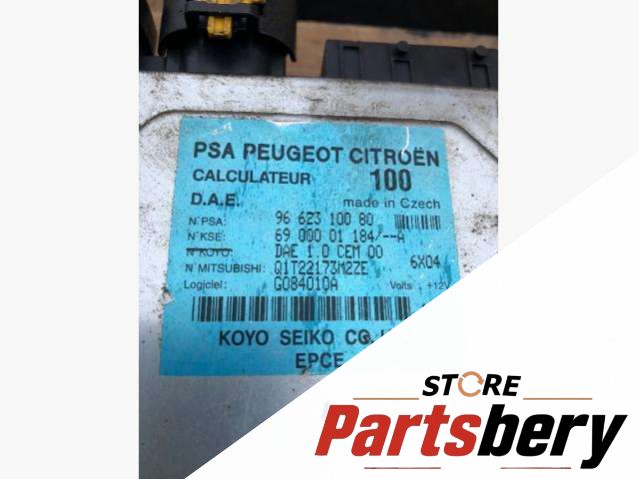 PSA PEUGEOT CITROËN
CALCULATEUR 100
D.A.E. made in Czech
N°PSA: 96 623 100 80
N°KSE: 69 000 01 184/--A
N°KOYO: DAE 1.0 CEM 00
N°MITSUBISHI: Q1T22173M2ZE 6X04
Logiciel: G084010A Volts : +12V
KOYO SEIKO CO.
EPCE
STORE
Partsbery